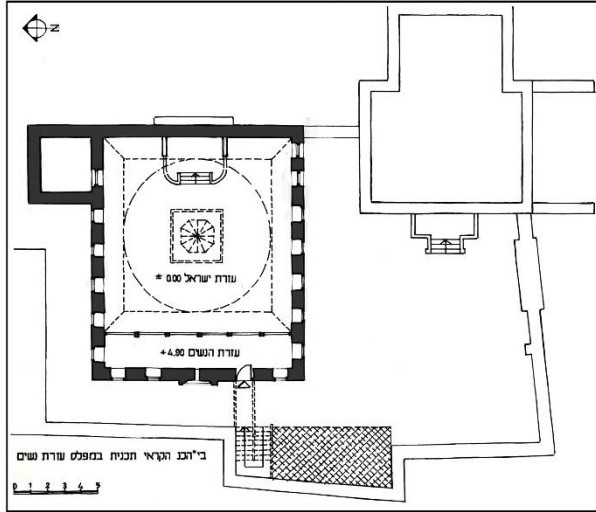 N
עזרת ישראל 0.00 ±
עזרת הנשים 4.90+
בי"הכנ הקראי תכנית במפלס עזרת נשים
0 1 2 3 4 5